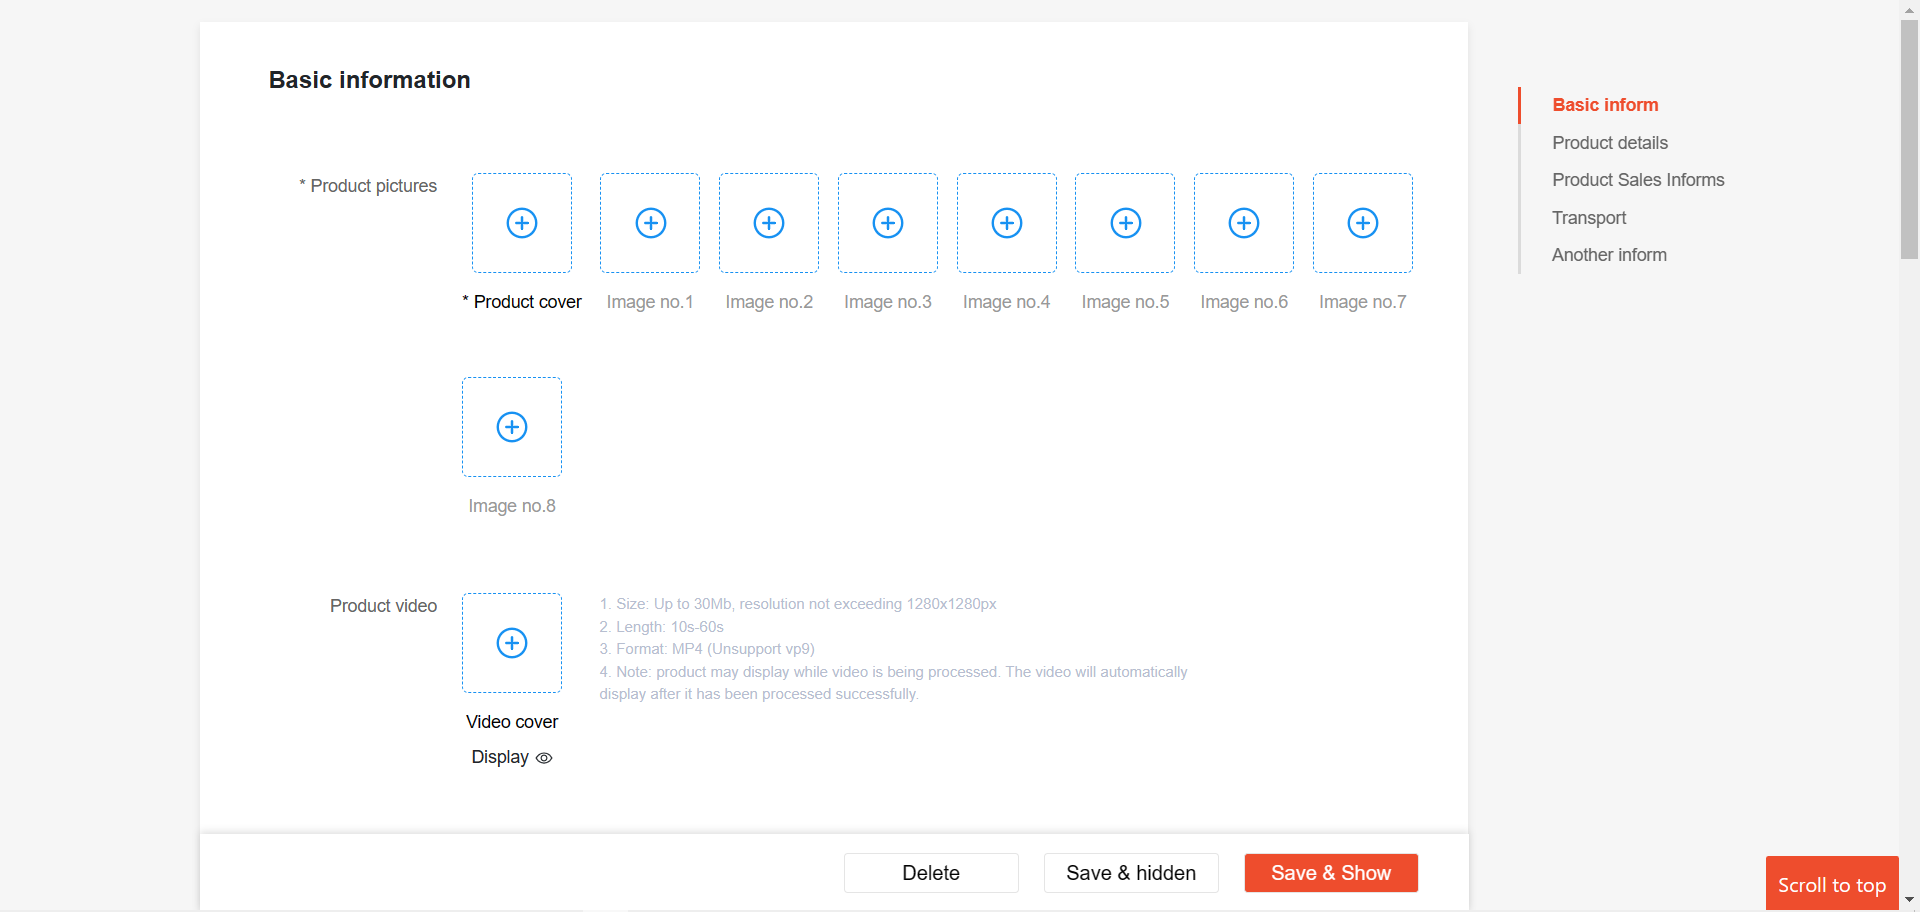 Basic information
* Product pictures
* Product cover
Image no.1
Image no.2
Image no.3
Image no.4
Image no.5
Image no.6
Image no.7
Image no.8
Product video
1. Size: Up to 30Mb, resolution not exceeding 1280x1280px
2. Length: 10s-60s
3. Format: MP4 (Unsupport vp9)
4. Note: product may display while video is being processed. The video will automatically
display after it has been processed successfully.
Video cover
Display
Delete
Save & hidden
Save & Show
Basic inform
Product details
Product Sales Informs
Transport
Another inform
Scroll to top